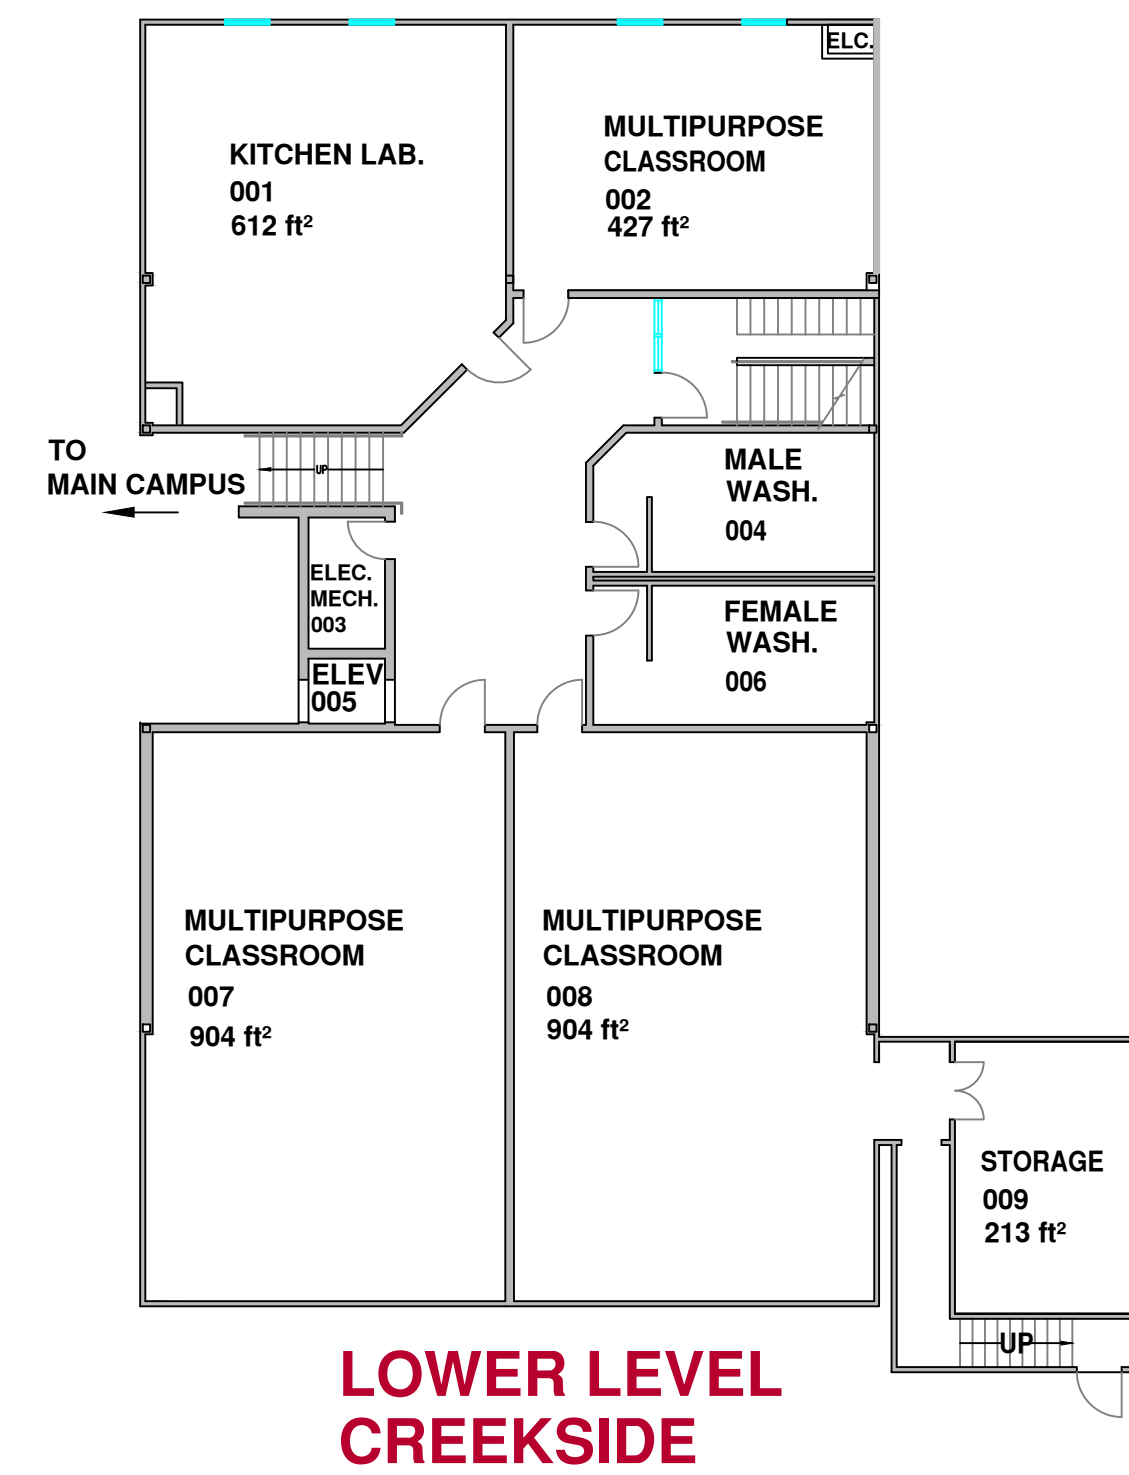 ELC.
KITCHEN LAB.
001
612 ft²
MULTIPURPOSE
CLASSROOM
002
427 ft²
TO
MAIN CAMPUS
UP
MALE
WASH.
004
ELEC.
MECH.
003
FEMALE
WASH.
006
ELEV
005
MULTIPURPOSE
CLASSROOM
007
904 ft²
MULTIPURPOSE
CLASSROOM
008
904 ft²
STORAGE
009
213 ft²
UP
LOWER LEVEL
CREEKSIDE